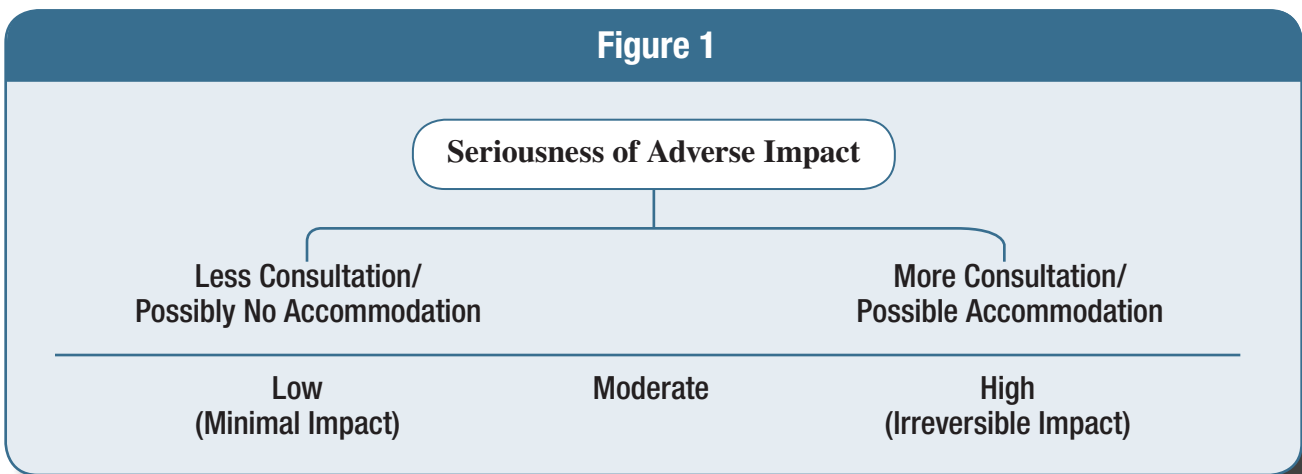 Figure 1
Seriousness of Adverse Impact
Less Consultation/
Possibly No Accommodation
More Consultation/
Possible Accommodation
Low
(Minimal Impact)
Moderate
High
(Irreversible Impact)